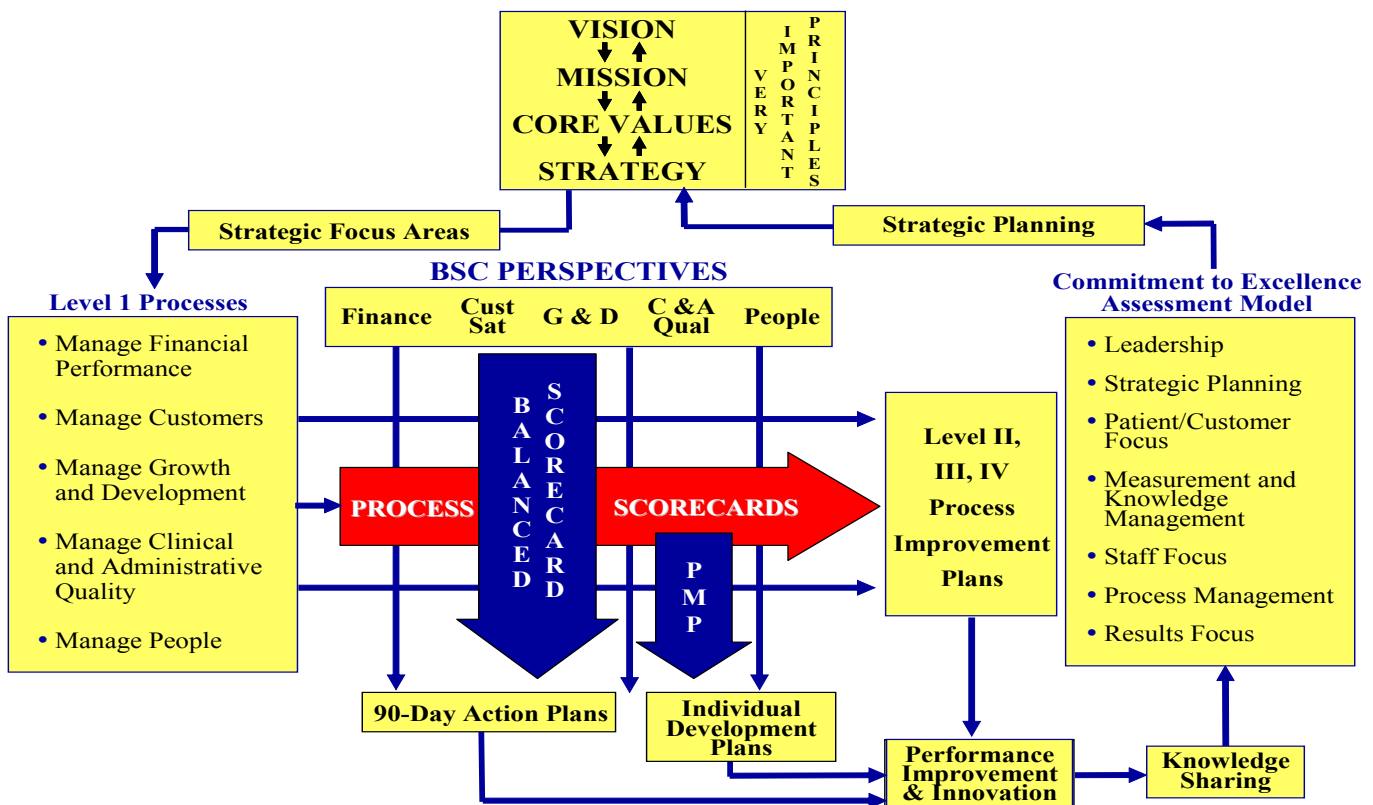 VISION
MISSION
CORE VALUES
STRATEGY
VERY
IMPORTANT
PRINCIPLES
Strategic Focus Areas
Strategic Planning
BSC PERSPECTIVES
Finance
Cust
Sat
G & D
C &A
Qual
People
Level 1 Processes
• Manage Financial
Performance
• Manage Customers
• Manage Growth
and Development
• Manage Clinical
and Administrative
Quality
• Manage People
BALANCED
SCORECARD
PROCESS
SCORECARDS
PMP
Level II,
III, IV
Process
Improvement
Plans
Commitment to Excellence
Assessment Model
• Leadership
• Strategic Planning
• Patient/Customer
Focus
• Measurement and
Knowledge
Management
• Staff Focus
• Process Management
• Results Focus
90-Day Action Plans
Individual
Development
Plans
Performance
Improvement
& Innovation
Knowledge
Sharing